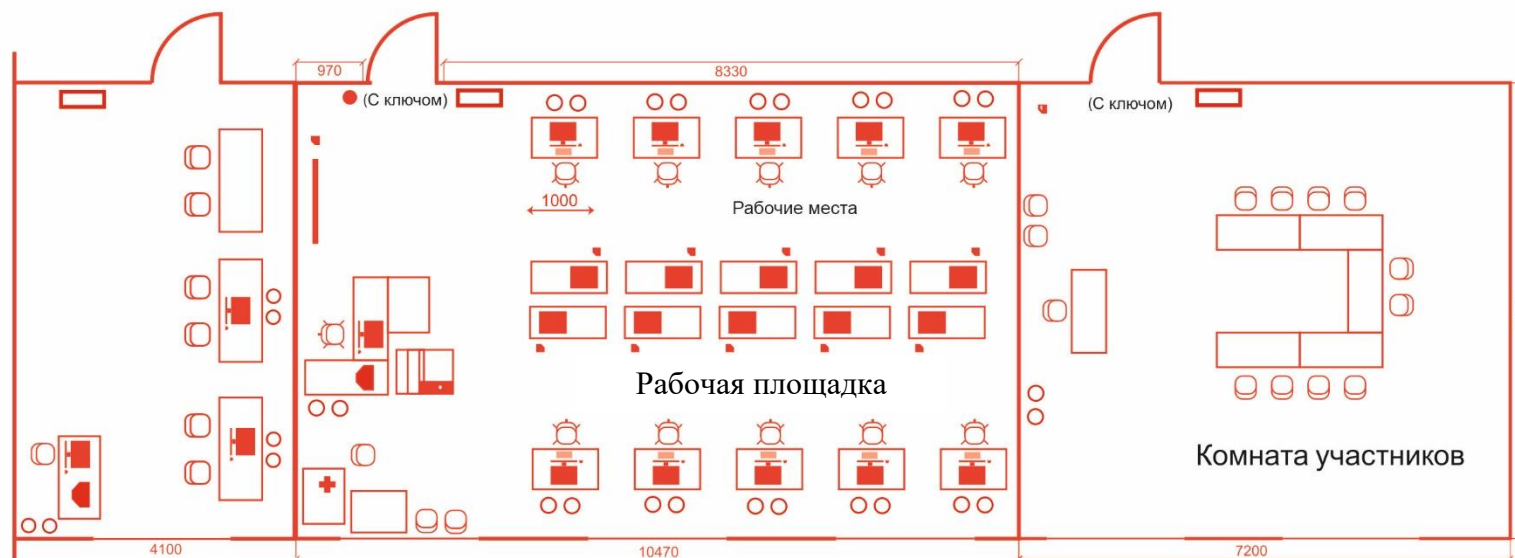 970
8330
(С ключом)
(С ключом)
1000
Рабочие места
Рабочая площадка
Комната участников
4100
10470
7200